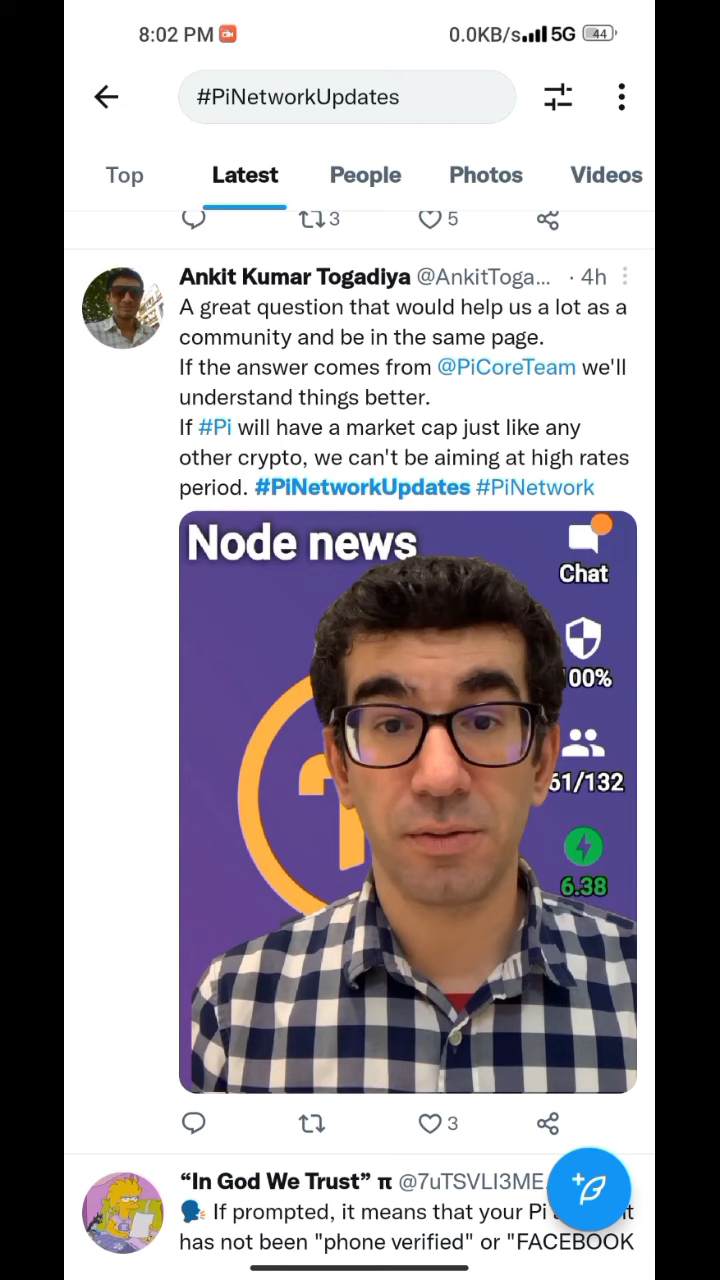 8:02 PM
0.0KB/s 5G 44
#PiNetworkUpdates
Top Latest People Photos Videos
3 5
Ankit Kumar Togadiya @AnkitToga... · 4h
A great question that would help us a lot as a
community and be in the same page.
If the answer comes from @PiCoreTeam we'll
understand things better.
If #Pi will have a market cap just like any
other crypto, we can't be aiming at high rates
period. #PiNetworkUpdates #PiNetwork
Node news
Chat
00%
61/132
6.38
3
“In God We Trust” π @7uTSVLI3ME
If prompted, it means that your Pi
has not been "phone verified" or "FACEBOOK